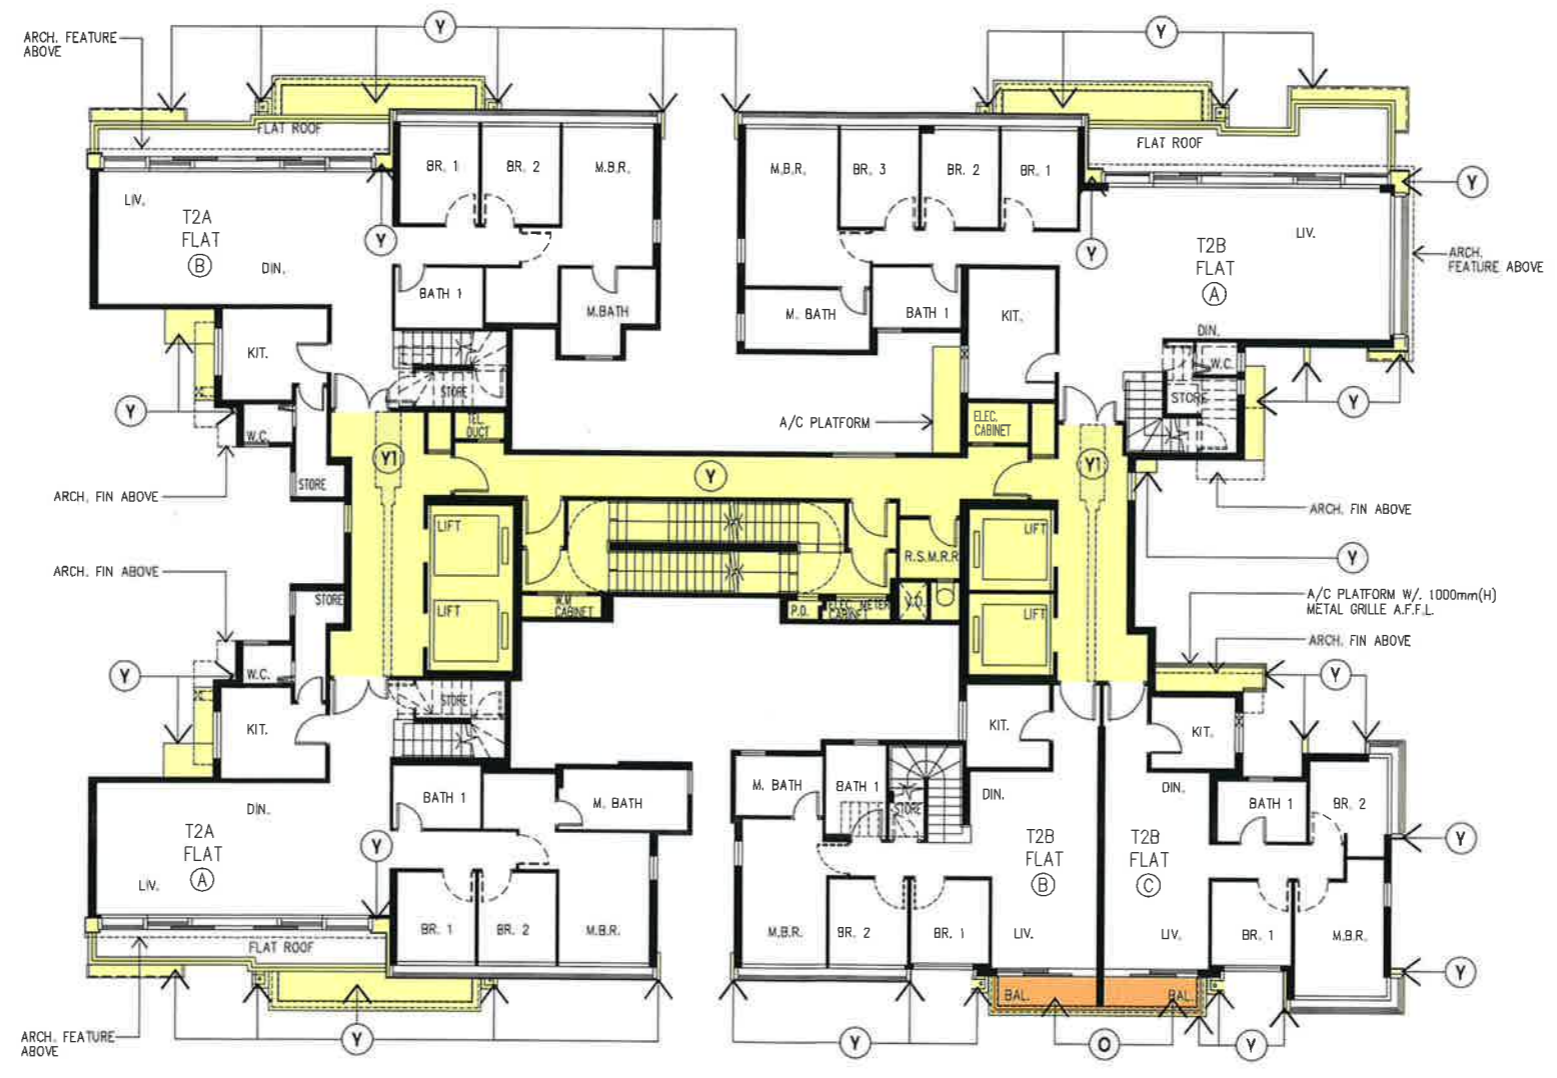 ARCH. FEATURE
ABOVE
Y
Y
FLAT ROOF
FLAT ROOF
BR. 1
BR. 2
M.B.R.
M.B.R.
BR. 3
BR. 2
BR. 1
Y
LIV.
T2A
FLAT
B
DIN.
Y
Y
T2B
FLAT
A
LIV.
ARCH.
FEATURE ABOVE
BATH 1
M.BATH
M. BATH
BATH 1
KIT.
DIN.
KIT.
W.C.
STORE
STORE
Y
Y
A/C PLATFORM
TEL.
DUCT
ELEC.
CABINET
W.C.
Y1
Y
Y1
STORE
ARCH. FIN ABOVE
ARCH. FIN ABOVE
LIFT
LIFT
R.S.M.R.R
Y
ARCH. FIN ABOVE
STORE
LIFT
W.M.
CABINET
P.D.
ELEC. METER
CABINET
V.D.
LIFT
A/C PLATFORM W/. 1000mm(H)
METAL GRILLE A.F.F.L.
ARCH. FIN ABOVE
Y
W.C.
Y
STORE
KIT.
KIT.
KIT.
DIN.
BATH 1
M. BATH
M. BATH
BATH 1
STORE
DIN.
DIN.
BATH 1
BR. 2
T2A
FLAT
A
Y
LIV.
T2B
FLAT
B
T2B
FLAT
C
Y
BR. 1
BR. 2
M.B.R.
M.B.R.
BR. 2
BR. 1
LIV.
LIV.
BR. 1
M.B.R.
FLAT ROOF
Y
BAL.
BAL.
ARCH. FEATURE
ABOVE
Y
Y
O
Y